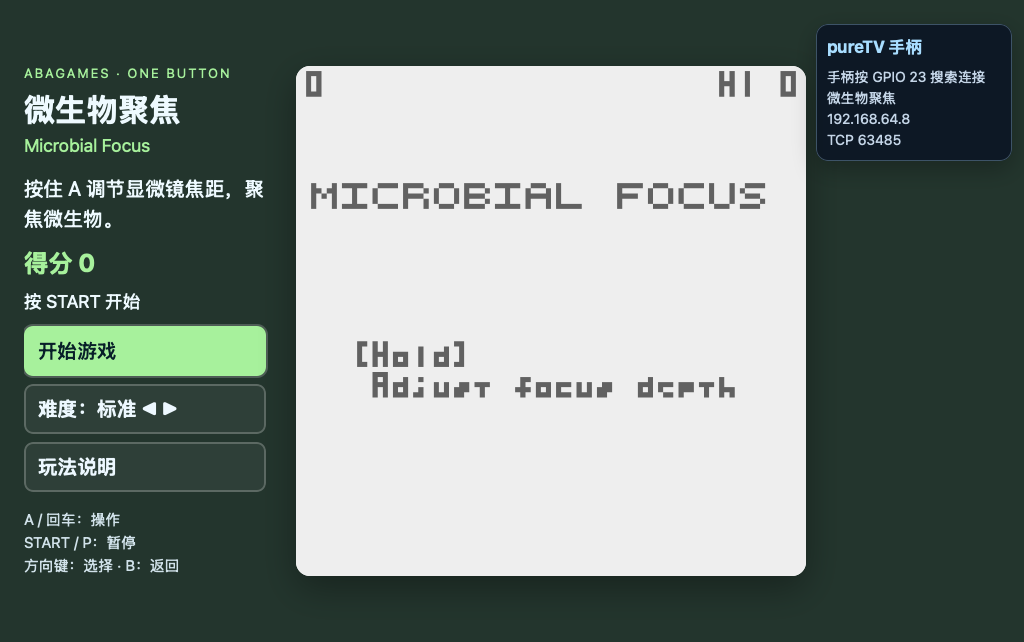 ABAGAMES · ONE BUTTON
微生物聚焦
Microbial Focus
按住 A 调节显微镜焦距，聚
焦微生物。
得分 0
按 START 开始
开始游戏
难度：标准 ◀ ▶
玩法说明
A / 回车：操作
START / P：暂停
方向键：选择 · B：返回
0
HI 0
MICROBIAL FOCUS
[Hold]
Adjust focus depth
pureTV 手柄
手柄按 GPIO 23 搜索连接
微生物聚焦
192.168.64.8
TCP 63485